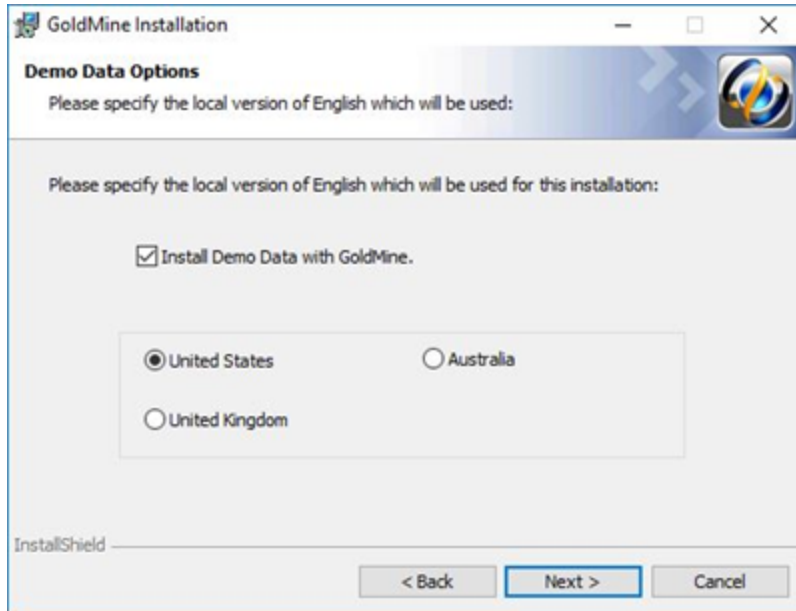 GoldMine Installation
Demo Data Options
Please specify the local version of English which will be used:
Please specify the local version of English which will be used for this installation:
Install Demo Data with GoldMine.
United States
Australia
United Kingdom
InstallShield
< Back
Next >
Cancel